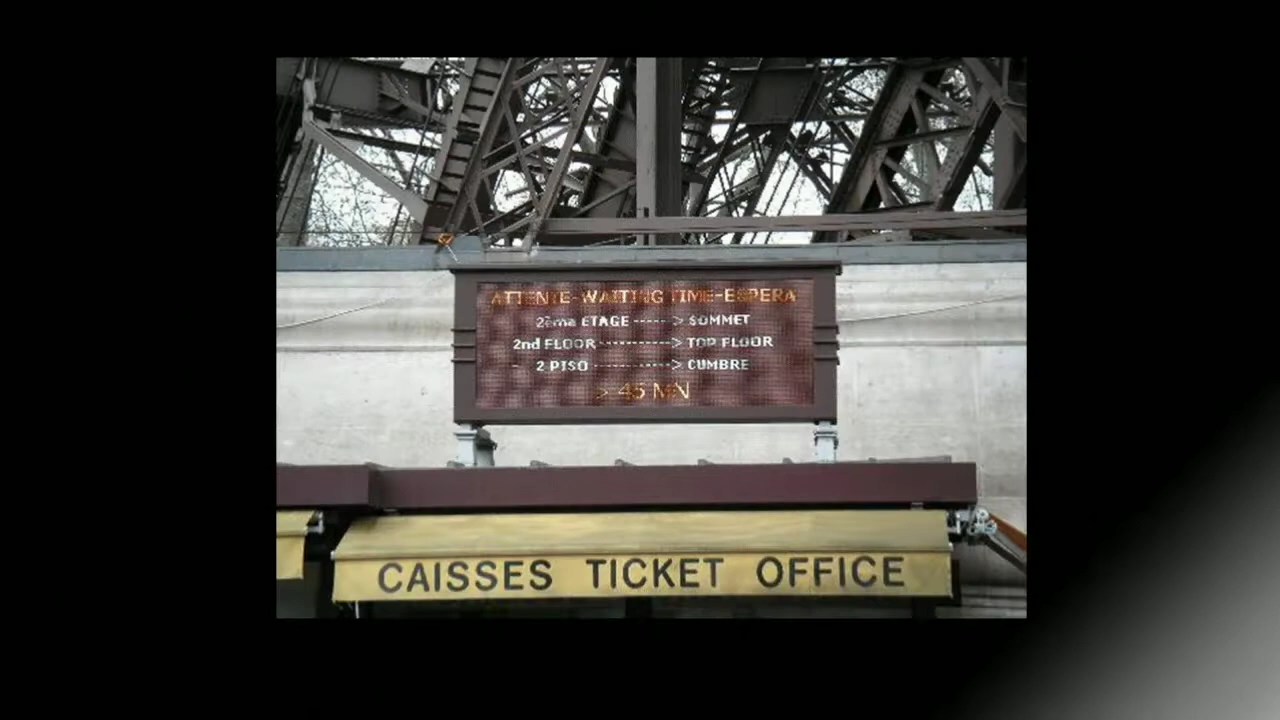 ATTENTE-WAITING TIME-ESPERA
2ème ETAGE ------> SOMMET
2nd FLOOR -----------> TOP FLOOR
- 2 PISO ------------> CUMBRE
> 45 MN
CAISSES TICKET OFFICE